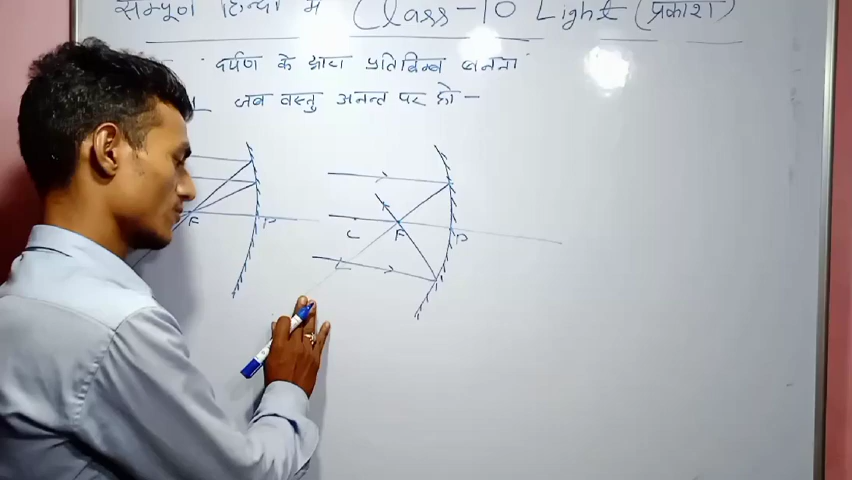 सम्पूर्ण हिन्दी में Class-10 Light (प्रकाश)
दर्पण के द्वारा प्रतिबिम्ब बनना
जब वस्तु अनन्त पर हो -
F P
C F P